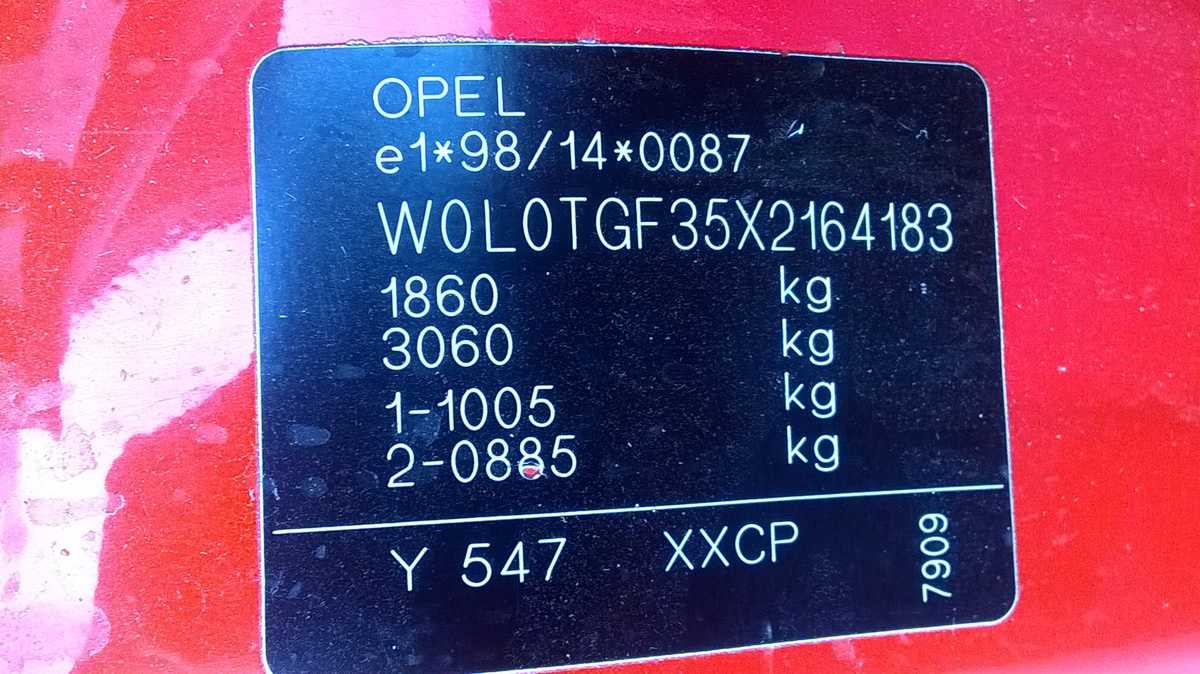 OPEL
e1*98/14*0087
W0L0TGF35X2164183
1860 kg
3060 kg
1-1005 kg
2-0885 kg
Y 547 XXCP 7909